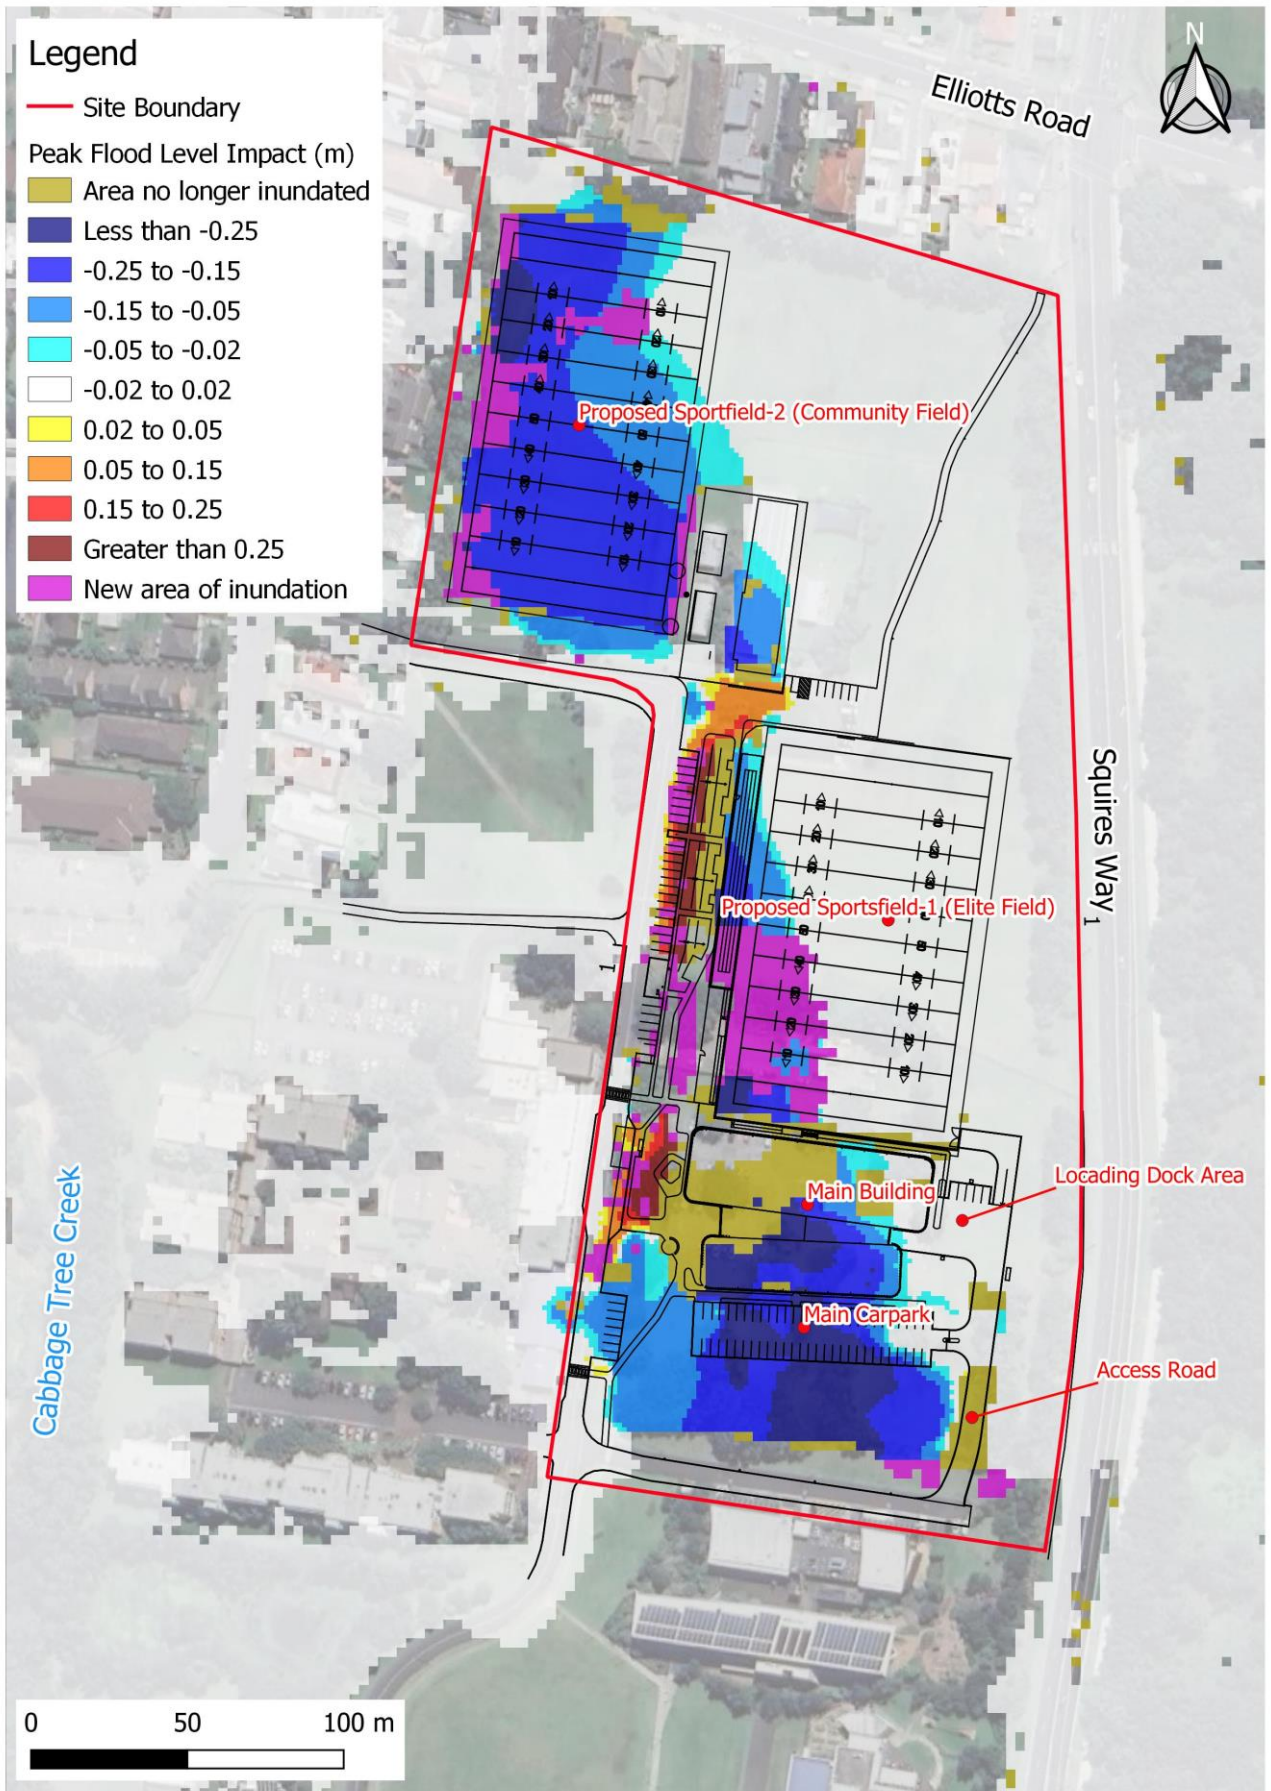 Legend
Site Boundary
Peak Flood Level Impact (m)
Area no longer inundated
Less than -0.25
-0.25 to -0.15
-0.15 to -0.05
-0.05 to -0.02
-0.02 to 0.02
0.02 to 0.05
0.05 to 0.15
0.15 to 0.25
Greater than 0.25
New area of inundation
N
Elliotts Road
Proposed Sportfield-2 (Community Field)
Squires Way
1
Proposed Sportsfield-1 (Elite Field)
1
Locading Dock Area
Main Building
Main Carpark
Access Road
Cabbage Tree Creek
0 50 100 m